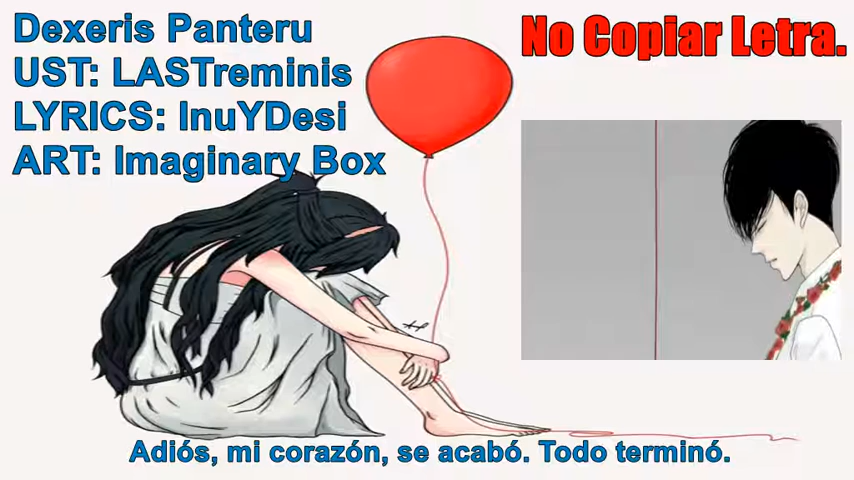 Dexeris Panteru
UST: LASTreminis
LYRICS: InuYDesi
ART: Imaginary Box
No Copiar Letra.
Adiós, mi corazón, se acabó. Todo terminó.